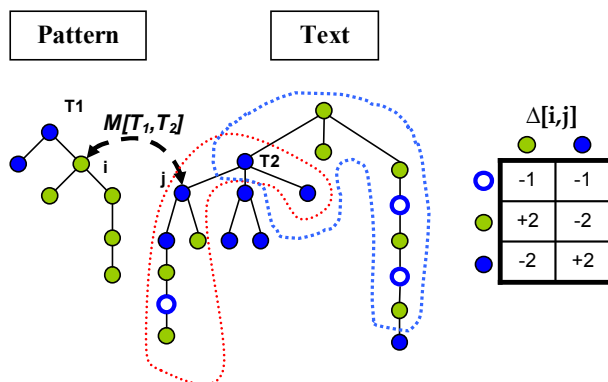 Pattern
Text
T1
M[T₁,T₂]
i
j
T2
Δ[i,j]
-1 -1
+2 -2
-2 +2